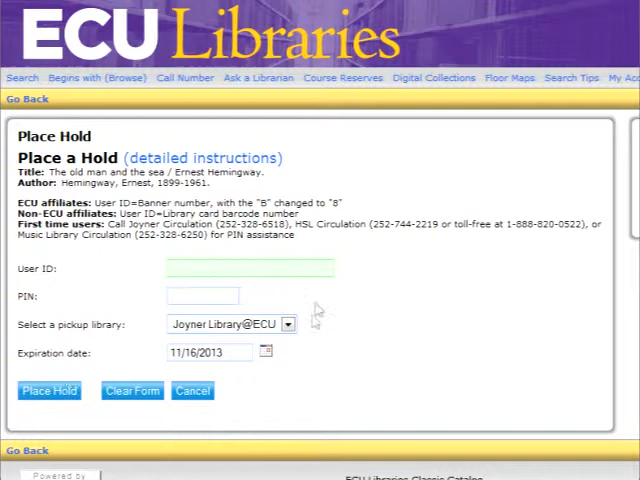 ECU Libraries
Search Begins with (Browse) Call Number Ask a Librarian Course Reserves Digital Collections Floor Maps Search Tips My Acc
Go Back
Place Hold
Place a Hold (detailed instructions)
Title: The old man and the sea / Ernest Hemingway.
Author: Hemingway, Ernest, 1899-1961.
ECU affiliates: User ID=Banner number, with the "B" changed to "8"
Non-ECU affiliates: User ID=Library card barcode number
First time users: Call Joyner Circulation (252-328-6518), HSL Circulation (252-744-2219 or toll-free at 1-888-820-0522), or
Music Library Circulation (252-328-6250) for PIN assistance
User ID:
PIN:
Select a pickup library: Joyner Library@ECU
Expiration date: 11/16/2013
Place Hold Clear Form Cancel
Go Back
Powered by
ECU Libraries Classic Catalog